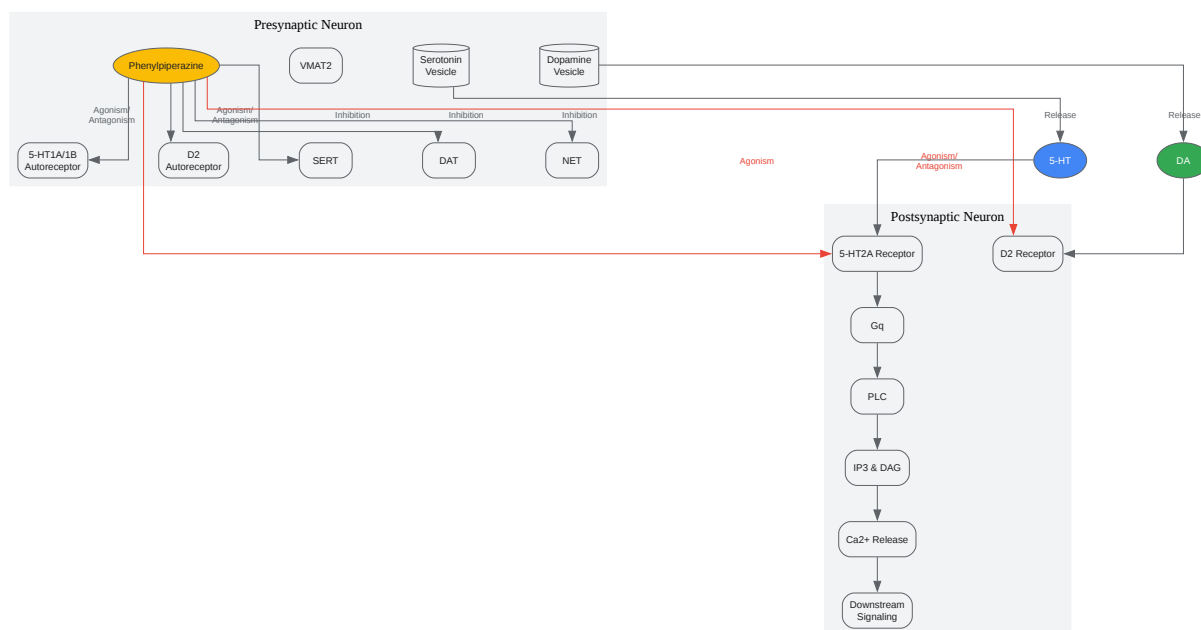 Presynaptic Neuron
Phenylpiperazine
VMAT2
Serotonin
Vesicle
Dopamine
Vesicle
Agonism/
Antagonism
Agonism/
Antagonism
Inhibition
Inhibition
Inhibition
Release
Release
5-HT1A/1B
Autoreceptor
D2
Autoreceptor
SERT
DAT
NET
Agonism
Agonism/
Antagonism
5-HT
DA
Postsynaptic Neuron
5-HT2A Receptor
D2 Receptor
Gq
PLC
IP3 & DAG
Ca2+ Release
Downstream
Signaling